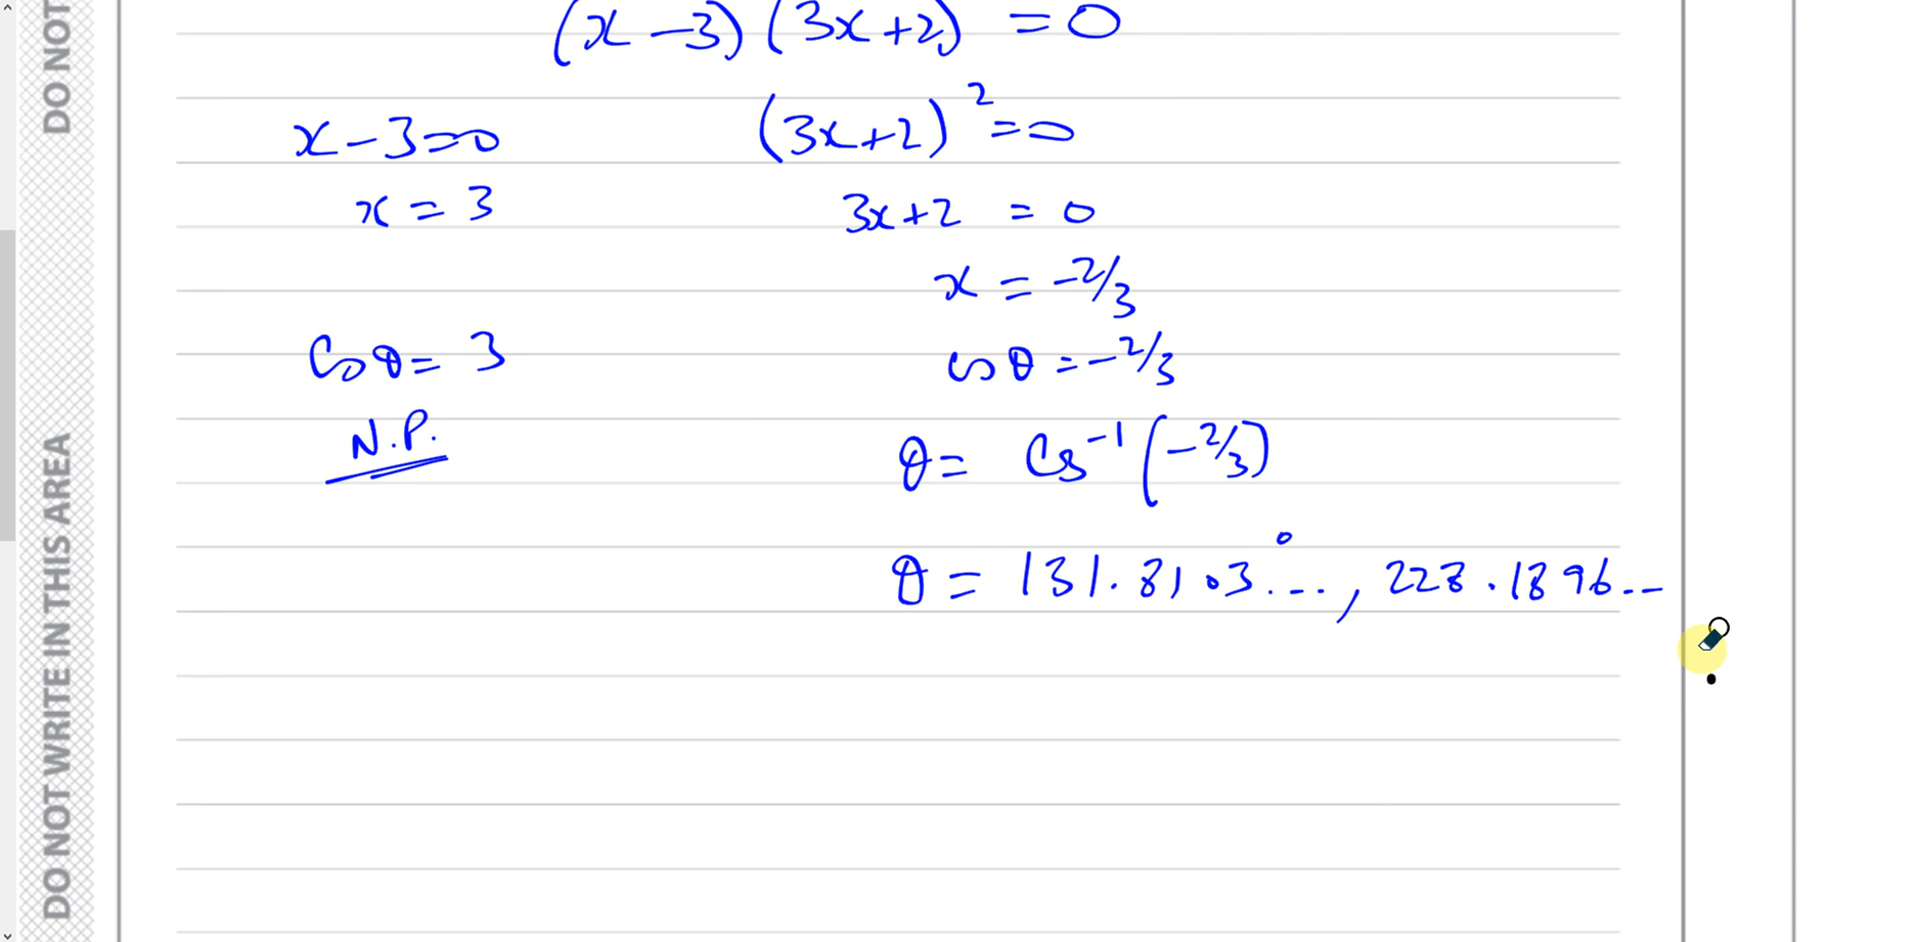 DO NOT
(x-3)(3x+2) = 0
x-3=0
(3x+2)²=0
x = 3
3x+2 = 0
x = -2/3
Cos θ = 3
cos θ = -2/3
N.P.
θ = Cos⁻¹(-2/3)
θ = 131.8103...°, 228.1896..
DO NOT WRITE IN THIS AREA